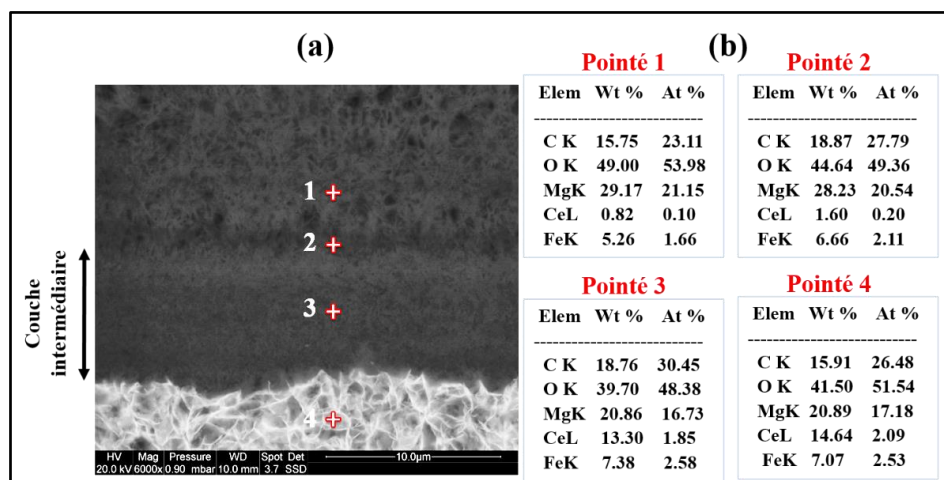 (a)
(b)
Couche
intermédiaire
1
2
3
4
HV Mag Pressure WD Spot Det
20.0 kV 6000x 0.90 mbar 10.0 mm 3.7 SSD
10.0µm
Pointé 1
Elem Wt % At %
---------------------------
C K 15.75 23.11
O K 49.00 53.98
MgK 29.17 21.15
CeL 0.82 0.10
FeK 5.26 1.66
Pointé 2
Elem Wt % At %
---------------------------
C K 18.87 27.79
O K 44.64 49.36
MgK 28.23 20.54
CeL 1.60 0.20
FeK 6.66 2.11
Pointé 3
Elem Wt % At %
---------------------------
C K 18.76 30.45
O K 39.70 48.38
MgK 20.86 16.73
CeL 13.30 1.85
FeK 7.38 2.58
Pointé 4
Elem Wt % At %
---------------------------
C K 15.91 26.48
O K 41.50 51.54
MgK 20.89 17.18
CeL 14.64 2.09
FeK 7.07 2.53